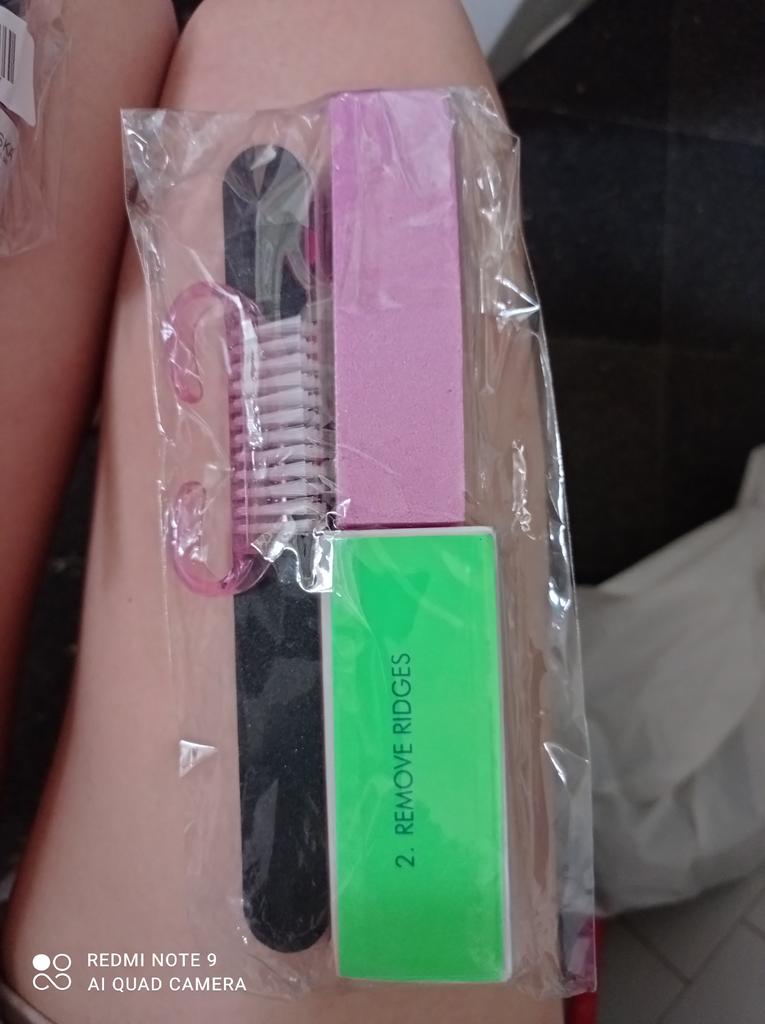 2. REMOVE RIDGES
REDMI NOTE 9
AI QUAD CAMERA